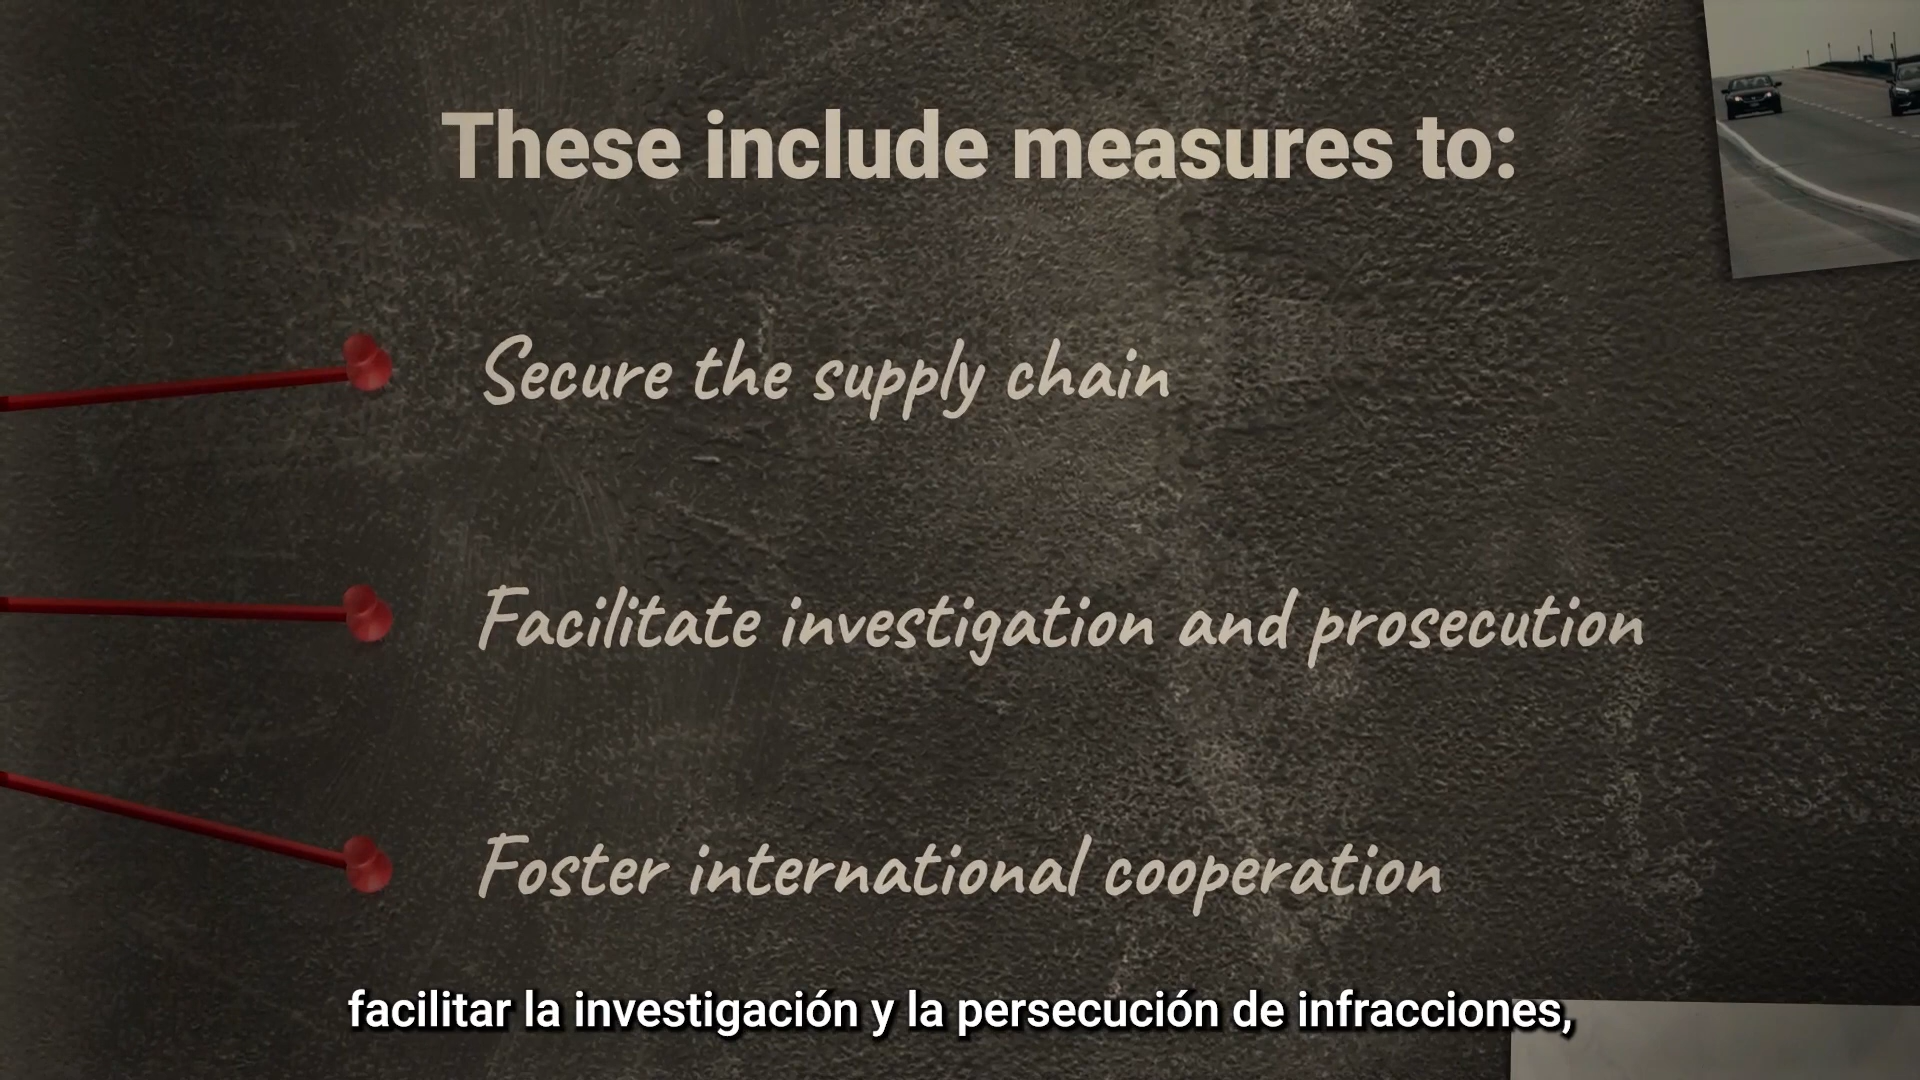 These include measures to:
Secure the supply chain
Facilitate investigation and prosecution
Foster international cooperation
facilitar la investigación y la persecución de infracciones,